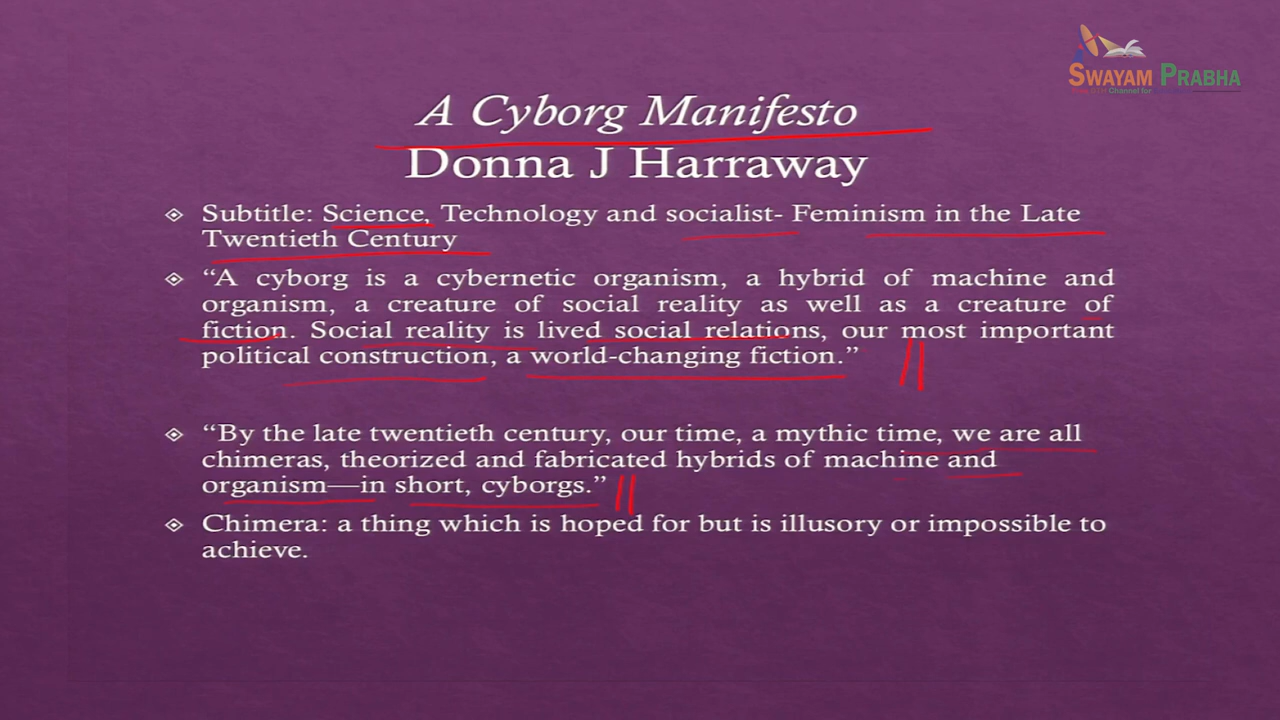 SWAYAM PRABHA
A Cyborg Manifesto
Donna J Harraway
Subtitle: Science, Technology and socialist- Feminism in the Late
Twentieth Century
“A cyborg is a cybernetic organism, a hybrid of machine and
organism, a creature of social reality as well as a creature of
fiction. Social reality is lived social relations, our most important
political construction, a world-changing fiction.”
“By the late twentieth century, our time, a mythic time, we are all
chimeras, theorized and fabricated hybrids of machine and
organism—in short, cyborgs.”
Chimera: a thing which is hoped for but is illusory or impossible to
achieve.